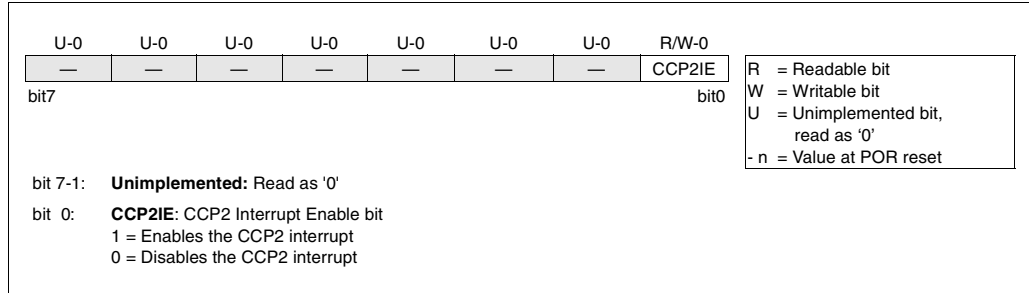 U-0 U-0 U-0 U-0 U-0 U-0 U-0 R/W-0
— — — — — — — CCP2IE
bit7 bit0
R = Readable bit
W = Writable bit
U = Unimplemented bit,
read as ‘0’
- n = Value at POR reset
bit 7-1: Unimplemented: Read as '0'
bit 0: CCP2IE: CCP2 Interrupt Enable bit
1 = Enables the CCP2 interrupt
0 = Disables the CCP2 interrupt